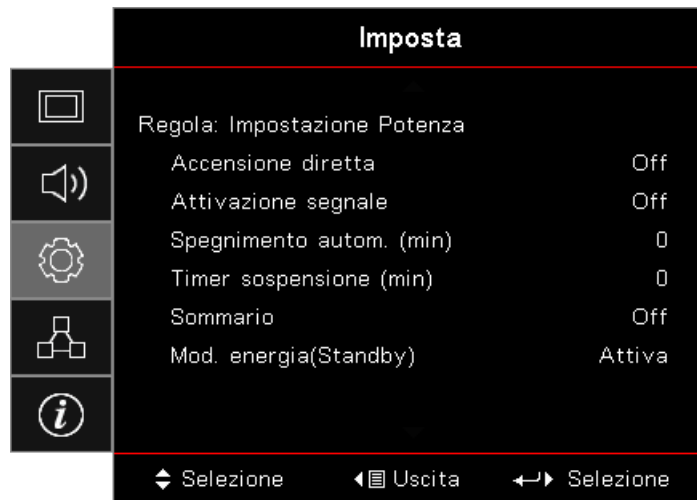 Imposta
Regola: Impostazione Potenza
Accensione diretta Off
Attivazione segnale Off
Spegnimento autom. (min) 0
Timer sospensione (min) 0
Sommario Off
Mod. energia(Standby) Attiva
Selezione Uscita Selezione